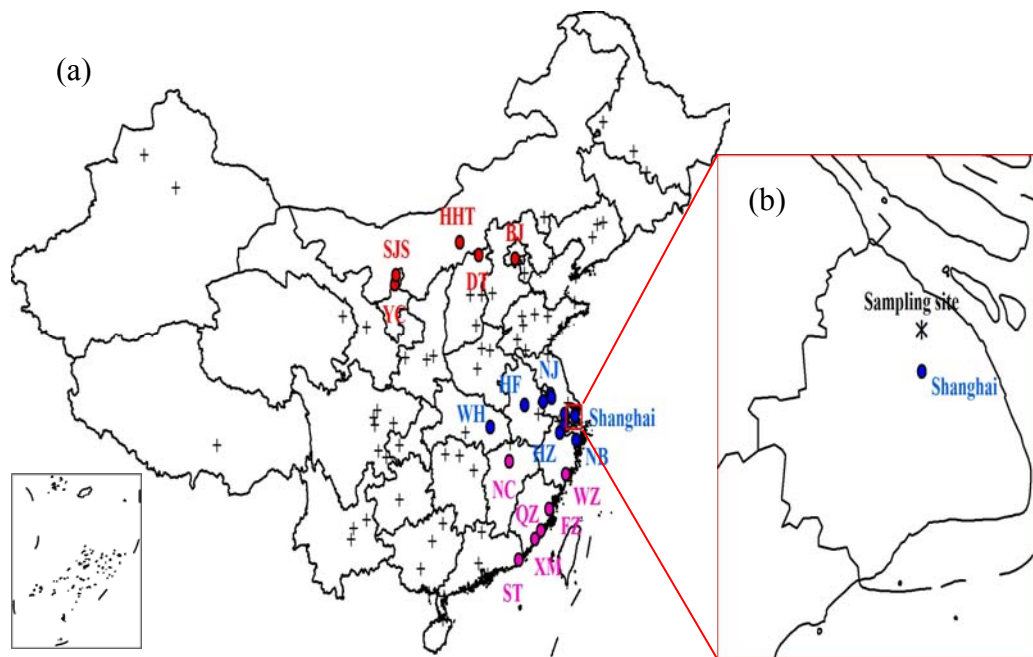 (a)
(b)
HHT
BJ
SJS
DT
YC
Sampling site
NJ
HF
Shanghai
WH
Shanghai
HZ
NB
NC
WZ
QZ
FZ
XM
ST